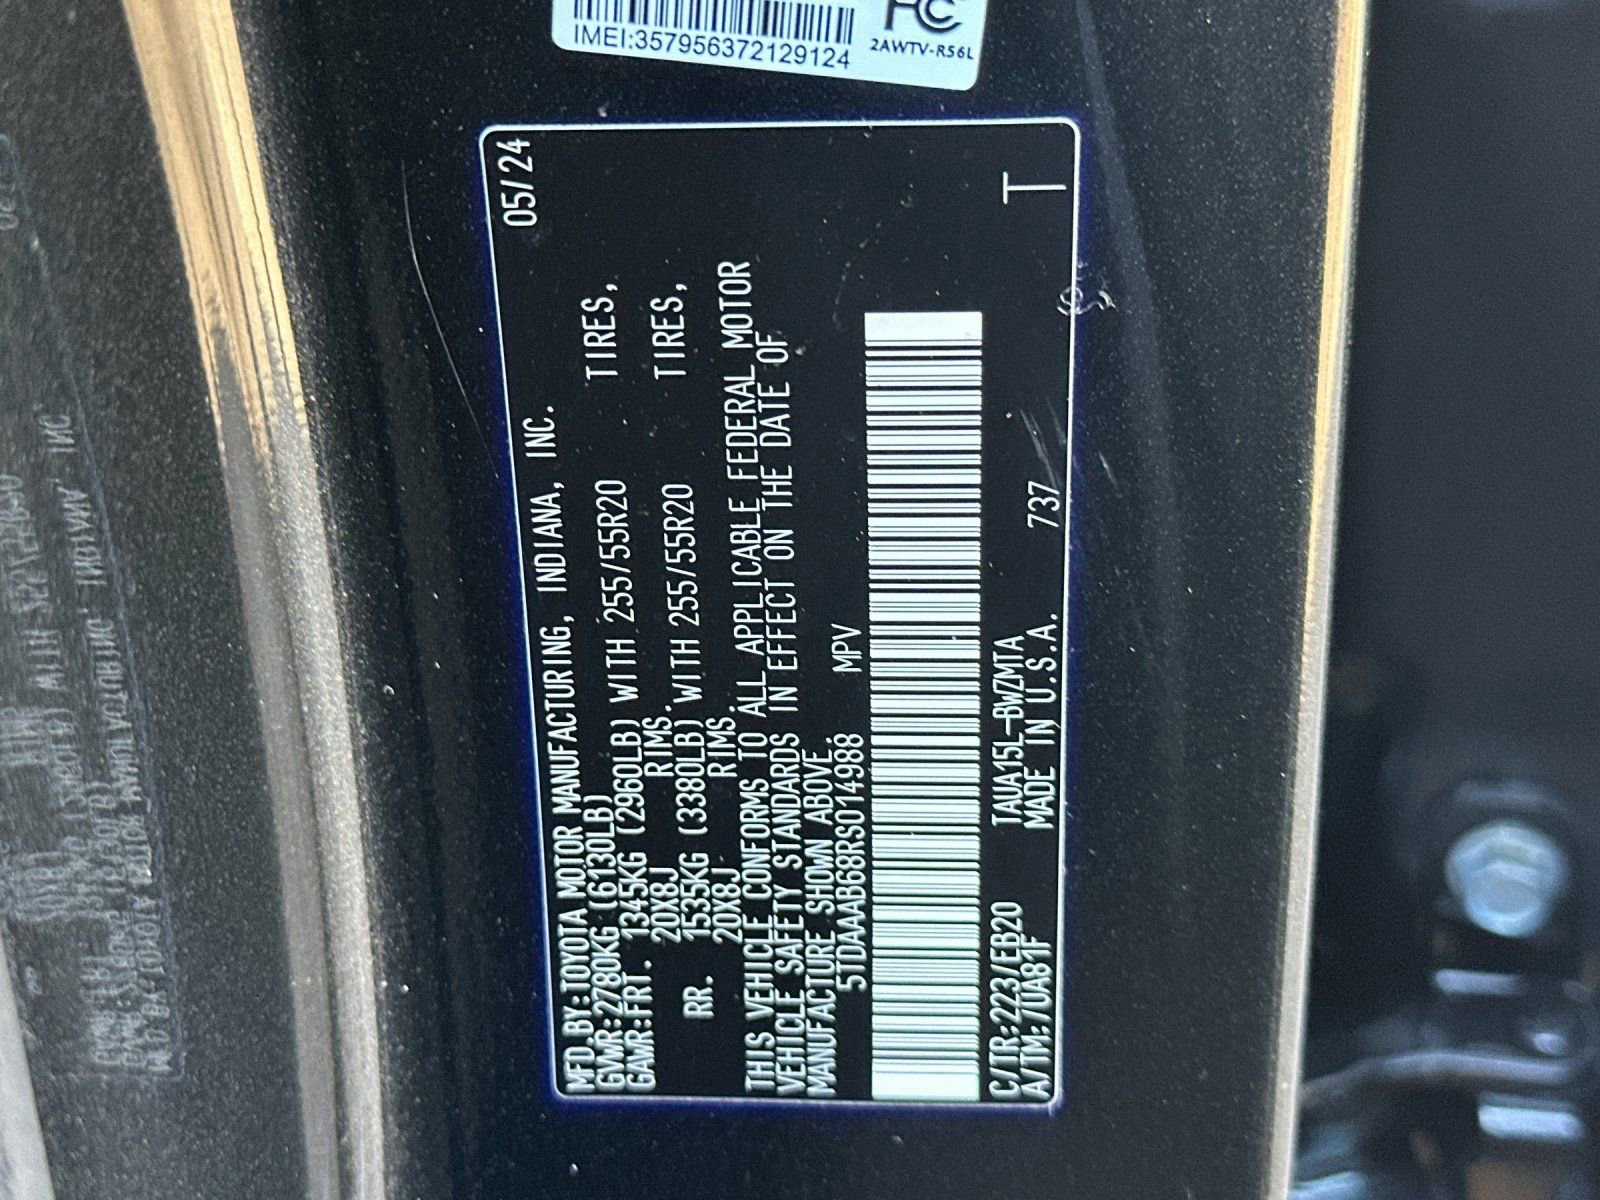 IMEI:357956372129124
FC
2AWTV-R56L
MFD.BY:TOYOTA MOTOR MANUFACTURING, INDIANA, INC. 05/24
GVWR:2780KG(6130LB)
GAWR:FRT. 1345KG (2960LB) WITH 255/55R20 TIRES,
20X8J RIMS.
RR. 1535KG (3380LB) WITH 255/55R20 TIRES,
20X8J RIMS.
THIS VEHICLE CONFORMS TO ALL APPLICABLE FEDERAL MOTOR
VEHICLE SAFETY STANDARDS IN EFFECT ON THE DATE OF
MANUFACTURE SHOWN ABOVE.
5TDAAAB68RS014988 MPV
C/TR:223/EB20 TAUA15L-BWZMTA
A/TM:/UA81F MADE IN U.S.A. 737 T